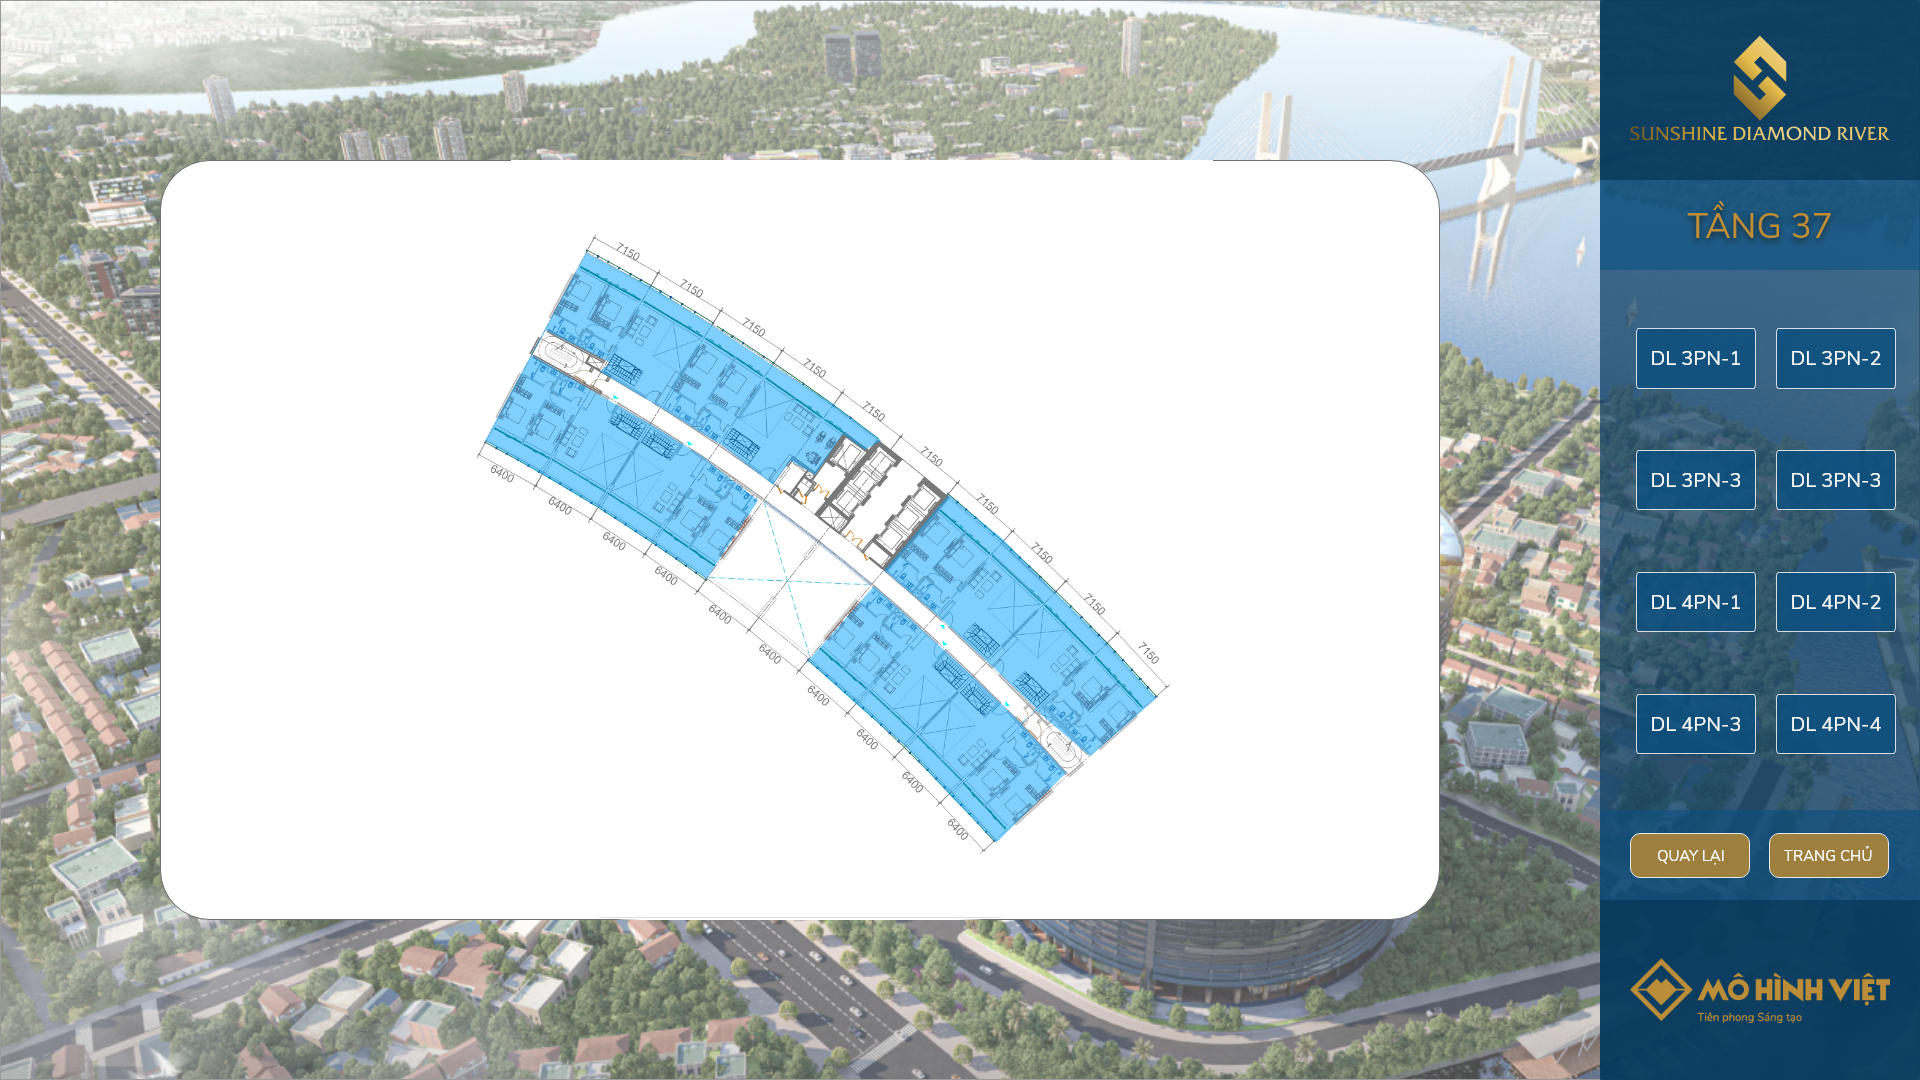 SUNSHINE DIAMOND RIVER
TẦNG 37
DL 3PN-1
DL 3PN-2
DL 3PN-3
DL 3PN-3
DL 4PN-1
DL 4PN-2
DL 4PN-3
DL 4PN-4
QUAY LẠI
TRANG CHỦ
MÔ HÌNH VIỆT
Tiên phong Sáng tạo
7150
7150
7150
7150
7150
7150
7150
7150
7150
7150
6400
6400
6400
6400
6400
6400
6400
6400
6400
6400